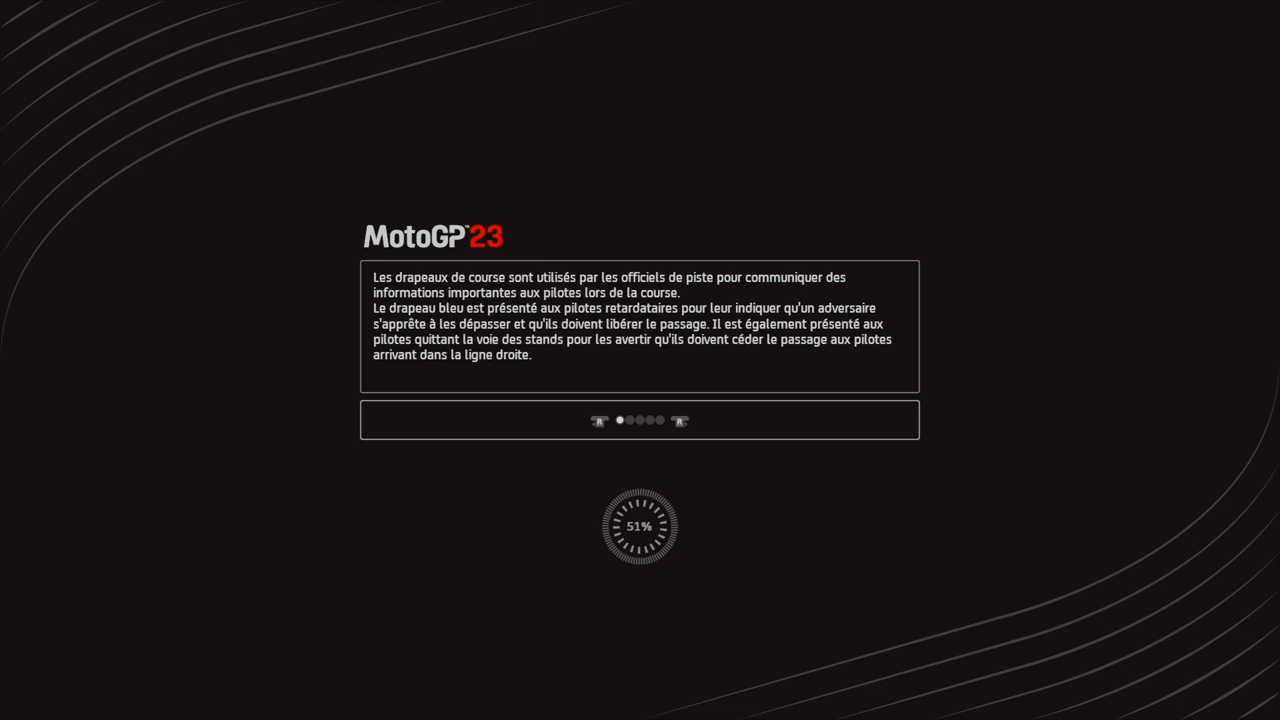 MotoGP™23
Les drapeaux de course sont utilisés par les officiels de piste pour communiquer des
informations importantes aux pilotes lors de la course.
Le drapeau bleu est présenté aux pilotes retardataires pour leur indiquer qu'un adversaire
s'apprête à les dépasser et qu'ils doivent libérer le passage. Il est également présenté aux
pilotes quittant la voie des stands pour les avertir qu'ils doivent céder le passage aux pilotes
arrivant dans la ligne droite.
R R
51%